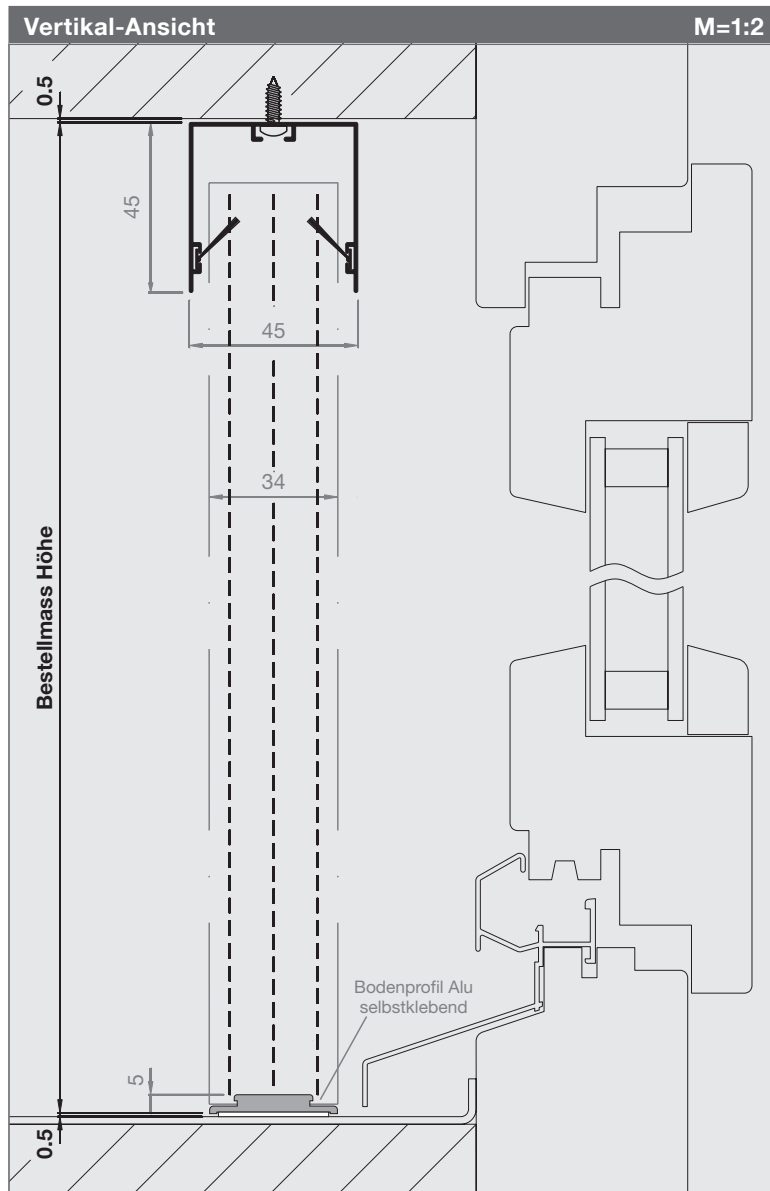 Vertikal-Ansicht M=1:2
0.5
45
45
34
Bestellmass Höhe
Bodenprofil Alu
selbstklebend
5
0.5